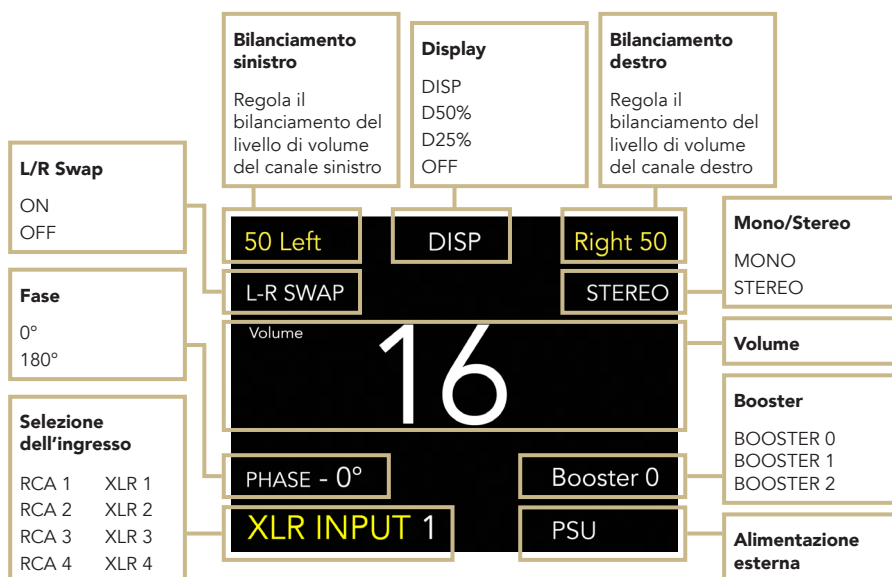 Bilanciamento
sinistro
Regola il
bilanciamento del
livello di volume
del canale sinistro
Display
DISP
D50%
D25%
OFF
Bilanciamento
destro
Regola il
bilanciamento del
livello di volume
del canale destro
L/R Swap
ON
OFF
Fase
0°
180°
Selezione
dell'ingresso
RCA 1 XLR 1
RCA 2 XLR 2
RCA 3 XLR 3
RCA 4 XLR 4
50 Left DISP Right 50
L-R SWAP STEREO
Volume
16
PHASE - 0° Booster 0
XLR INPUT 1 PSU
Mono/Stereo
MONO
STEREO
Volume
Booster
BOOSTER 0
BOOSTER 1
BOOSTER 2
Alimentazione
esterna